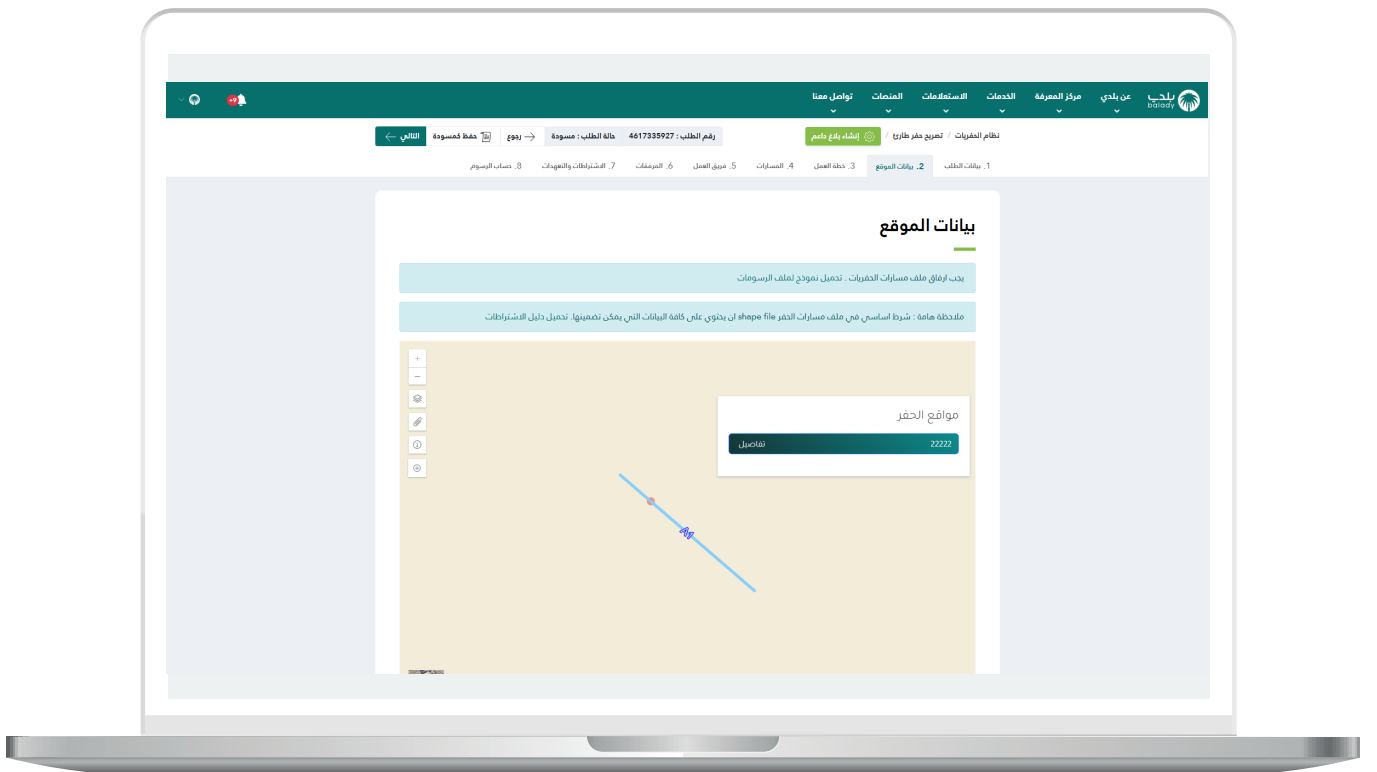 بلدي
balady
عن بلدي
مركز المعرفة
الخدمات
الاستعلامات
المنصات
تواصل معنا
+9
نظام الحفريات / تصريح حفر طارئ /
إنشاء بلاغ داعم
رقم الطلب : 4617335927
حالة الطلب : مسودة
رجوع
حفظ كمسودة
التالي
1. بيانات الطلب
2. بيانات الموقع
3. خطة العمل
4. المسارات
5. فريق العمل
6. المرفقات
7. الاشتراطات والتعهدات
8. حساب الرسوم
بيانات الموقع
يجب ارفاق ملف مسارات الحفريات . تحميل نموذج لملف الرسومات
ملاحظة هامة : شرط اساسي في ملف مسارات الحفر shape file ان يحتوي على كافة البيانات التي يمكن تضمينها. تحميل دليل الاشتراطات
مواقع الحفر
22222
تفاصيل
A1